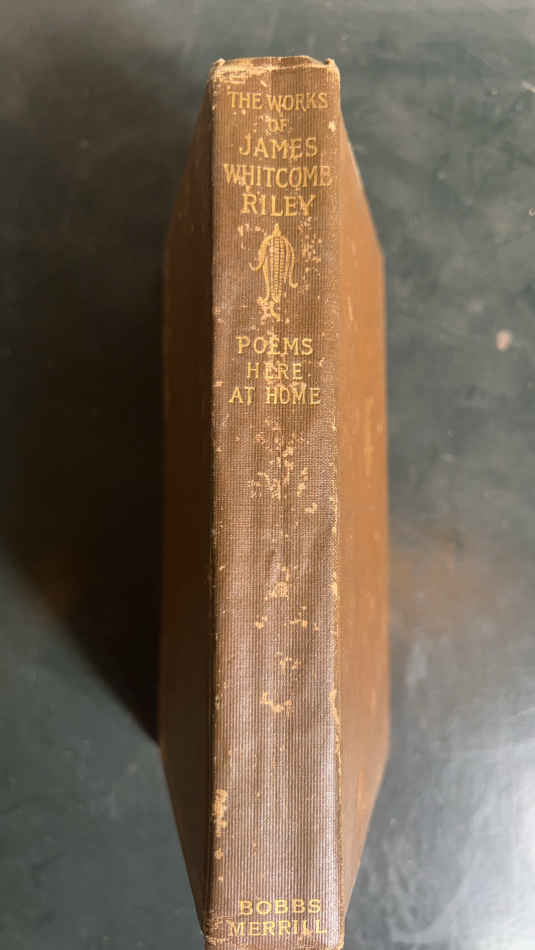 THE WORKS
OF
JAMES
WHITCOMB
RILEY
POEMS
HERE
AT HOME
BOBBS
MERRILL